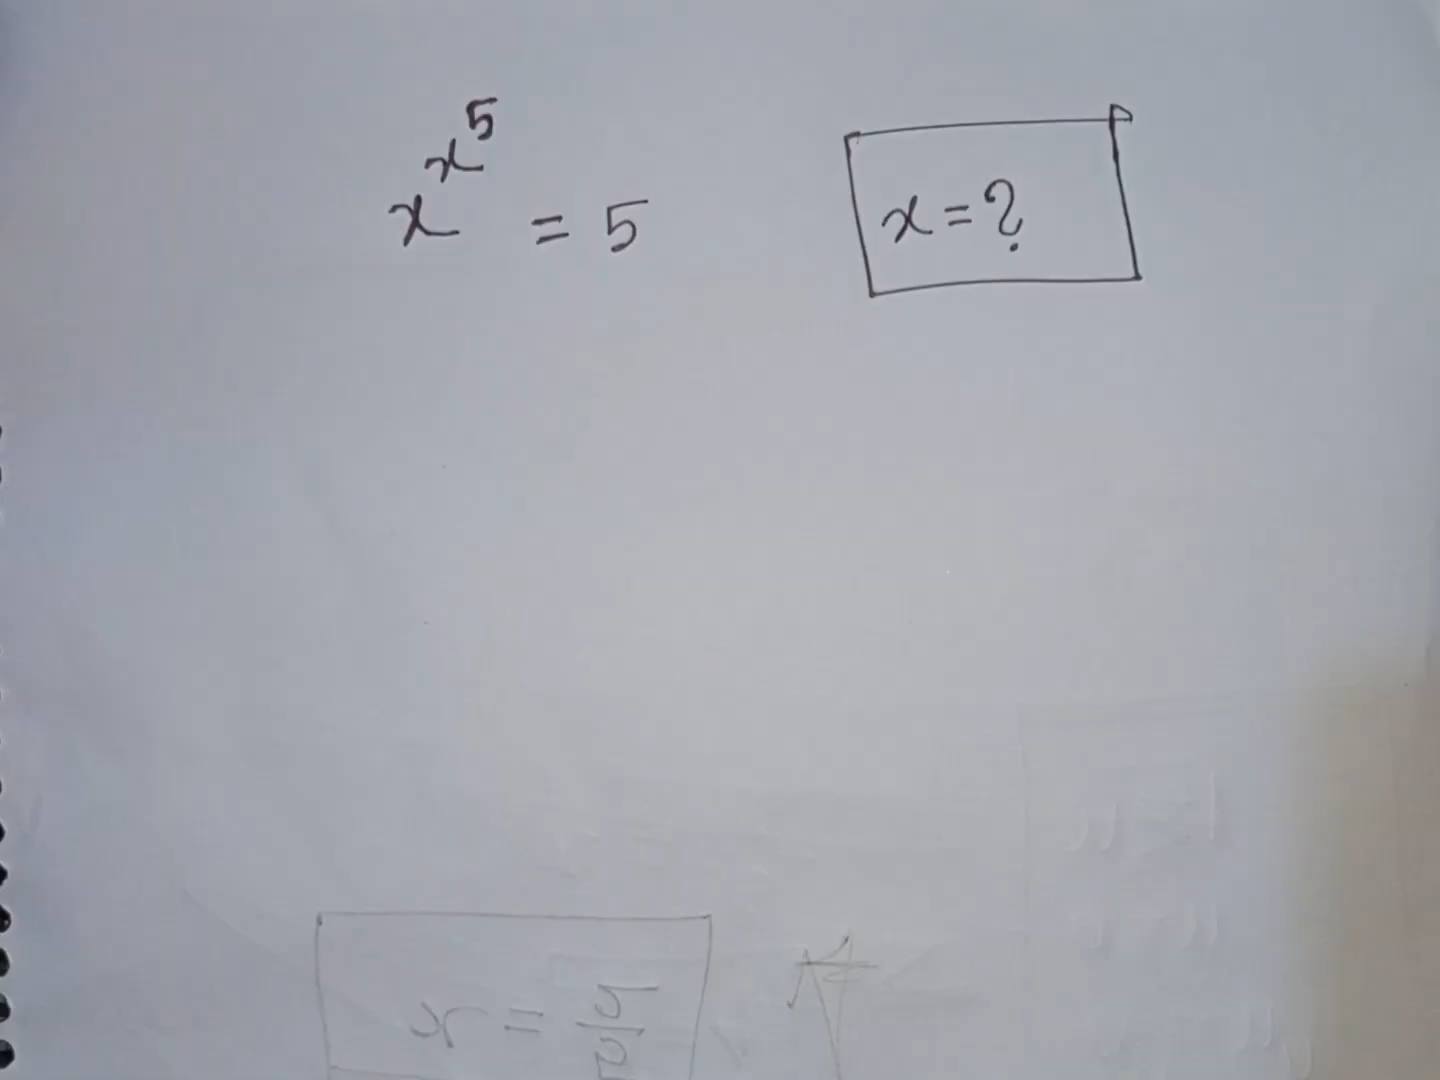 x^{x^5} = 5
x = ?